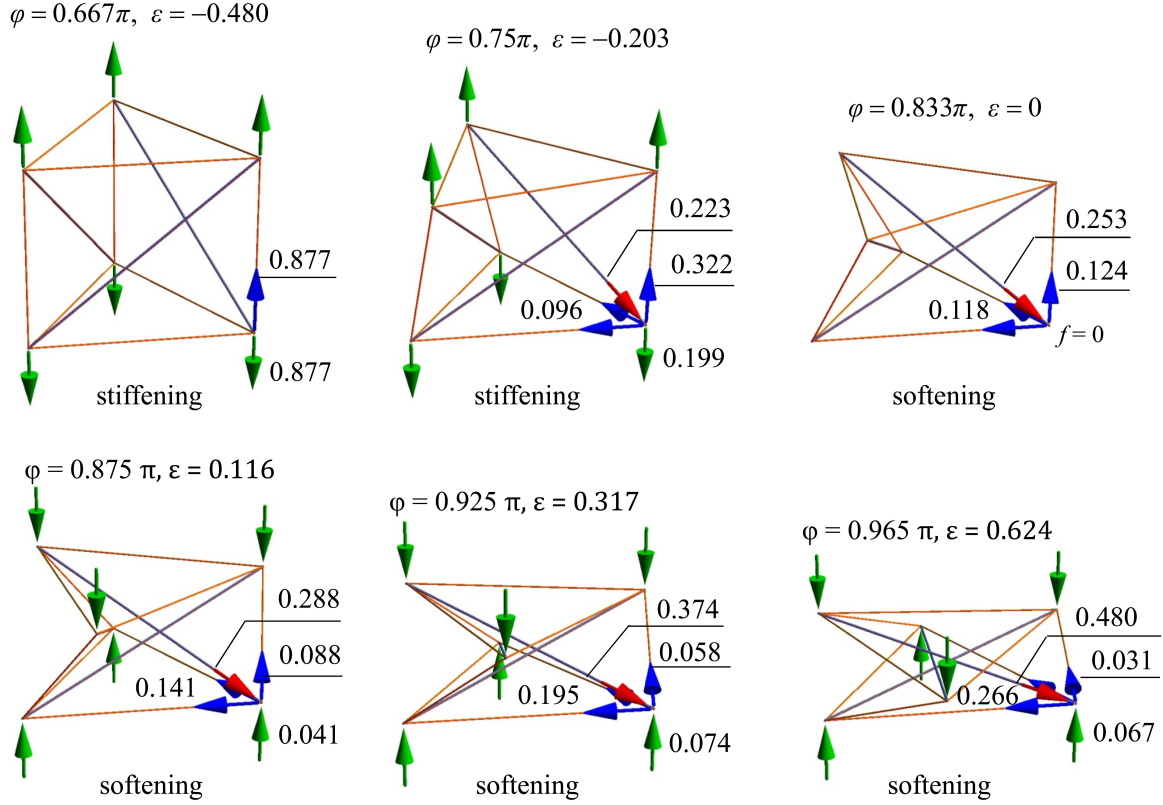 φ = 0.667π, ε = −0.480
0.877
0.877
stiffening
φ = 0.75π, ε = −0.203
0.223
0.322
0.096
0.199
stiffening
φ = 0.833π, ε = 0
0.253
0.124
0.118
f = 0
softening
φ = 0.875 π, ε = 0.116
0.288
0.088
0.141
0.041
softening
φ = 0.925 π, ε = 0.317
0.374
0.058
0.195
0.074
softening
φ = 0.965 π, ε = 0.624
0.480
0.031
0.266
0.067
softening